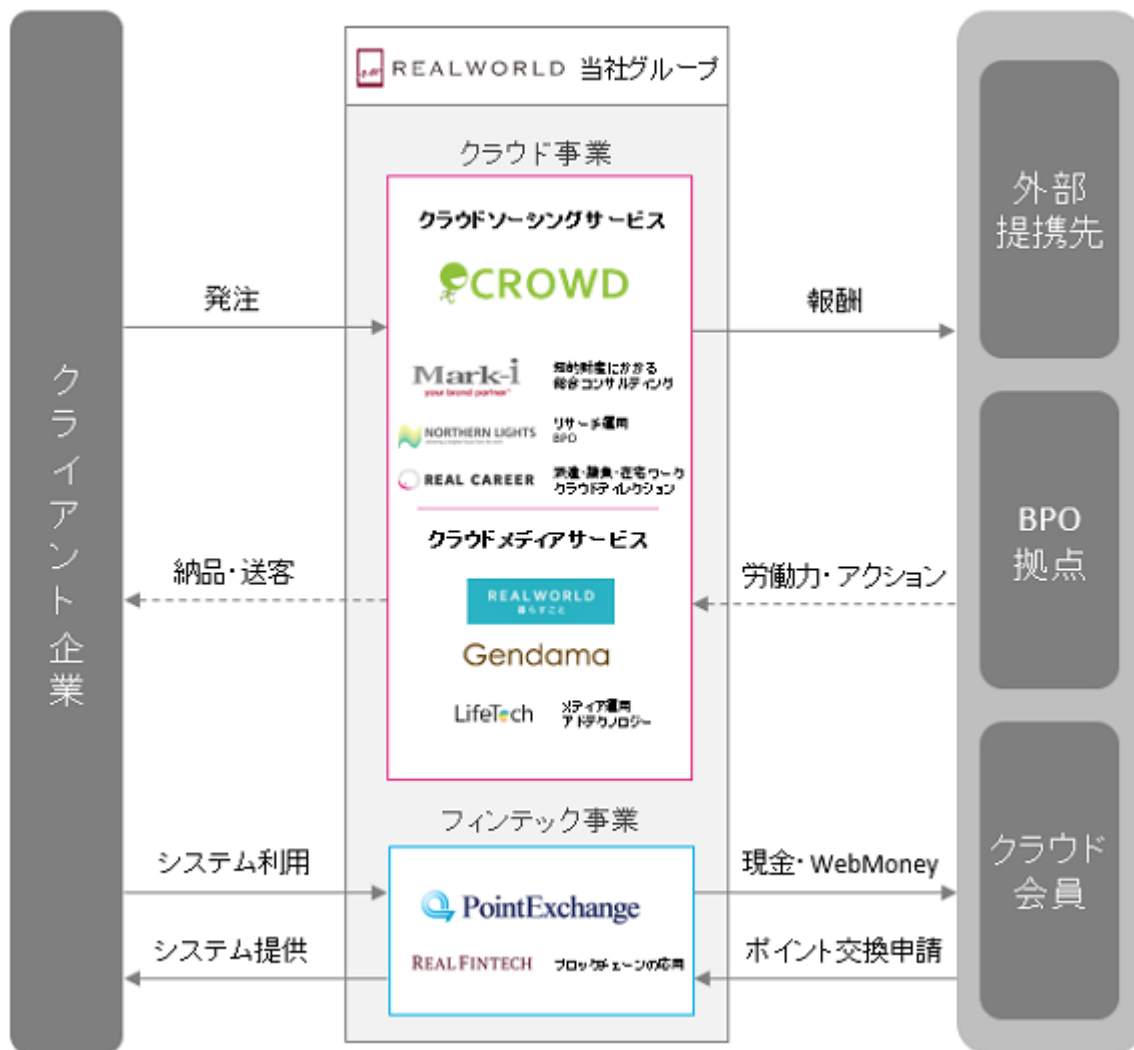 REALWORLD 当社グループ
クラウド事業
クラウドソーシングサービス
CROWD
Mark-i
your brand partner
知的財産にかかる
総合コンサルティング
NORTHERN LIGHTS
リサーチ運用
BPO
REAL CAREER
派遣・請負・在宅ワーク
クラウドディレクション
クラウドメディアサービス
REALWORLD
暮らすこと
Gendama
LifeTech
メディア運用
アドテクノロジー
フィンテック事業
PointExchange
REAL FINTECH
ブロックチェーンの応用
クライアント企業
発注
納品・送客
システム利用
システム提供
報酬
労働力・アクション
現金・WebMoney
ポイント交換申請
外部
提携先
BPO
拠点
クラウド
会員